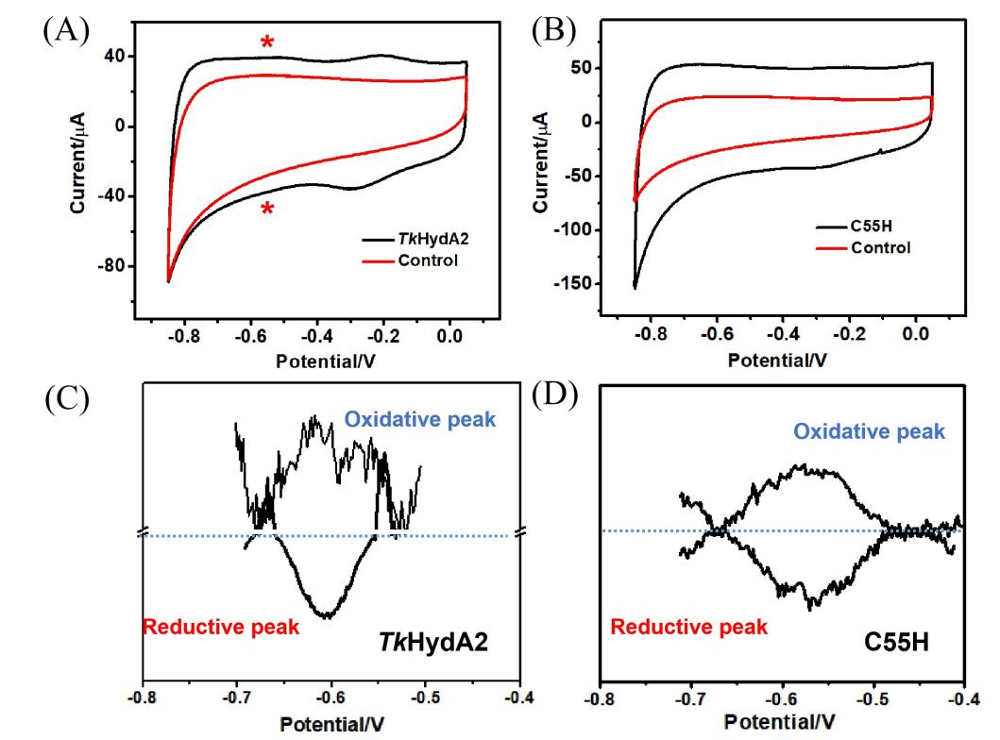 (A)
40
0
-40
-80
Current/μA
*
*
TkHydA2
Control
-0.8 -0.6 -0.4 -0.2 0.0
Potential/V
(B)
50
0
-50
-100
-150
Current/μA
C55H
Control
-0.8 -0.6 -0.4 -0.2 0.0
Potential/V
(C)
Oxidative peak
Reductive peak
TkHydA2
-0.8 -0.7 -0.6 -0.5 -0.4
Potential/V
(D)
Oxidative peak
Reductive peak
C55H
-0.8 -0.7 -0.6 -0.5 -0.4
Potential/V